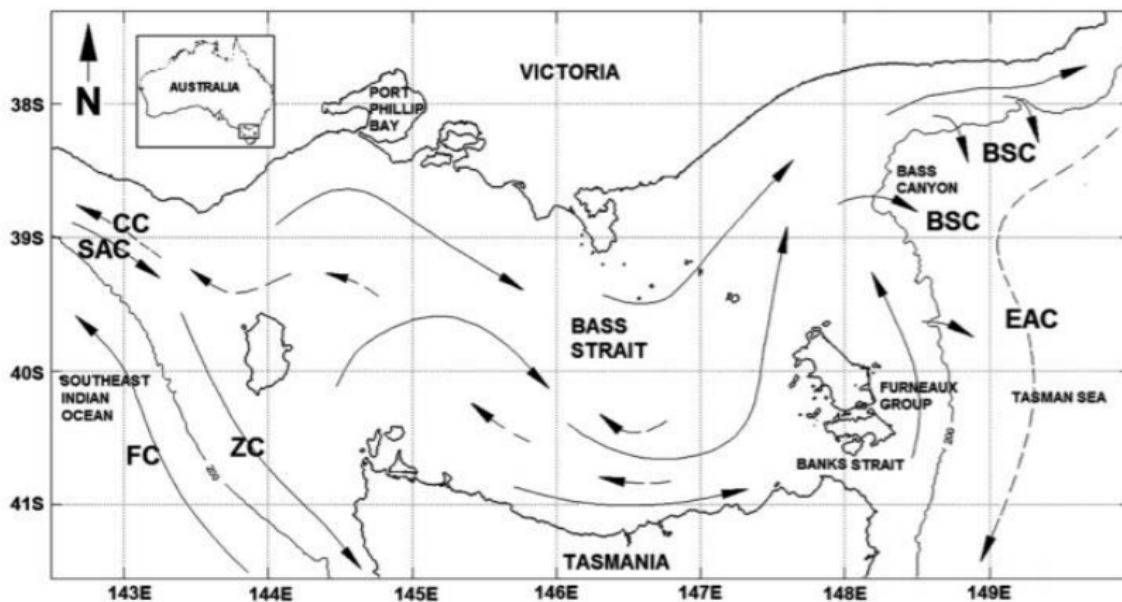 N
AUSTRALIA
VICTORIA
PORT
PHILLIP
BAY
38S
39S
40S
41S
CC
SAC
SOUTHEAST
INDIAN
OCEAN
FC
ZC
200
BASS
STRAIT
BSC
BASS
CANYON
BSC
EAC
FURNEAUX
GROUP
TASMAN SEA
BANKS STRAIT
200
TASMANIA
143E
144E
145E
146E
147E
148E
149E